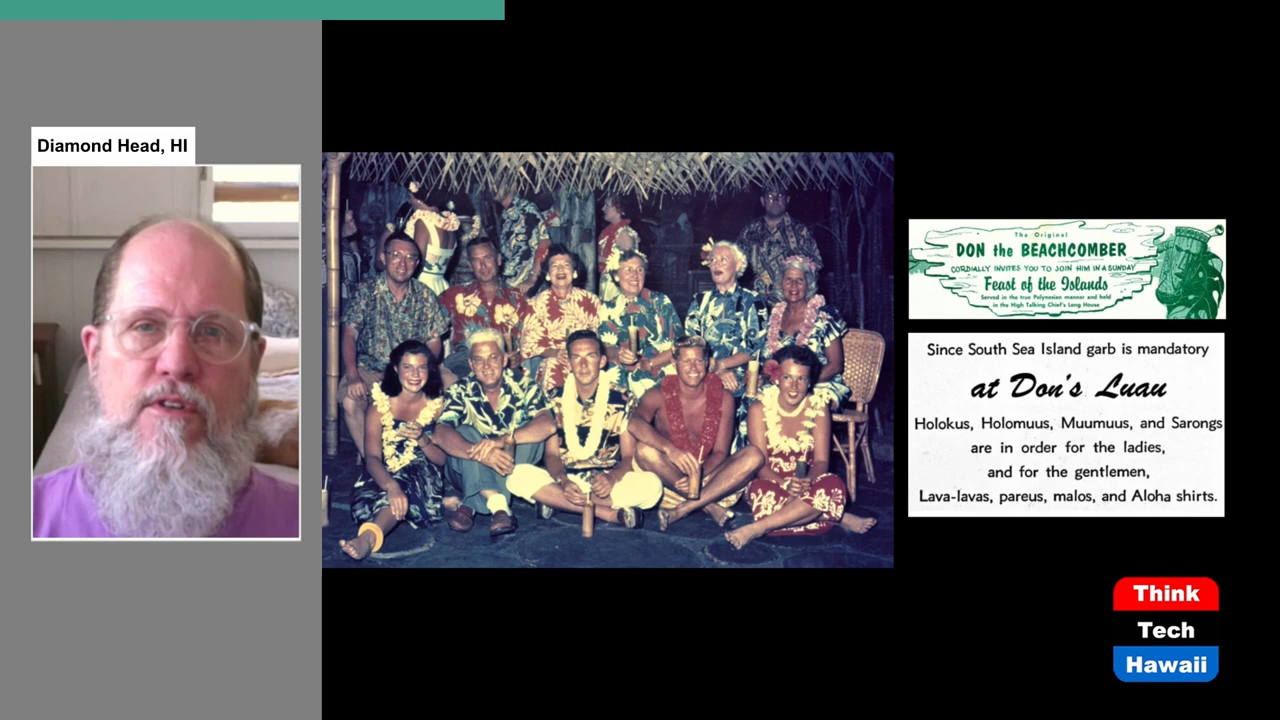 Diamond Head, HI
The Original
DON the BEACHCOMBER
CORDIALLY INVITES YOU TO JOIN HIM IN A SUNDAY
Feast of the Islands
Served in the true Polynesian manner and held
in the High Talking Chief's Long House
Since South Sea Island garb is mandatory
at Don's Luau
Holokus, Holomuus, Muumuus, and Sarongs
are in order for the ladies,
and for the gentlemen,
Lava-lavas, pareus, malos, and Aloha shirts.
Think
Tech
Hawaii